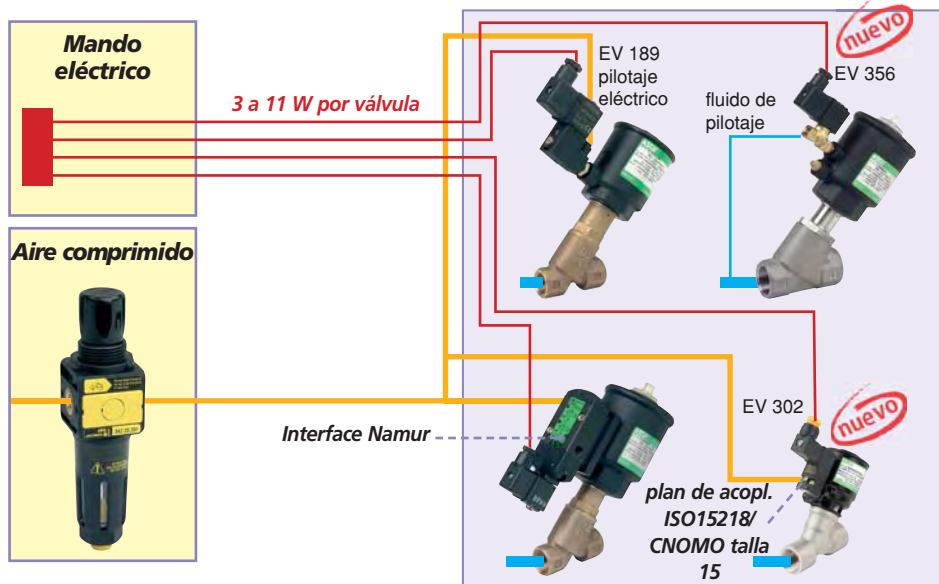 Mando
eléctrico
3 a 11 W por válvula
EV 189
pilotaje
eléctrico
nuevo
EV 356
fluido de
pilotaje
Aire comprimido
Interface Namur
EV 302
nuevo
plan de acopl.
ISO15218/
CNOMO talla
15